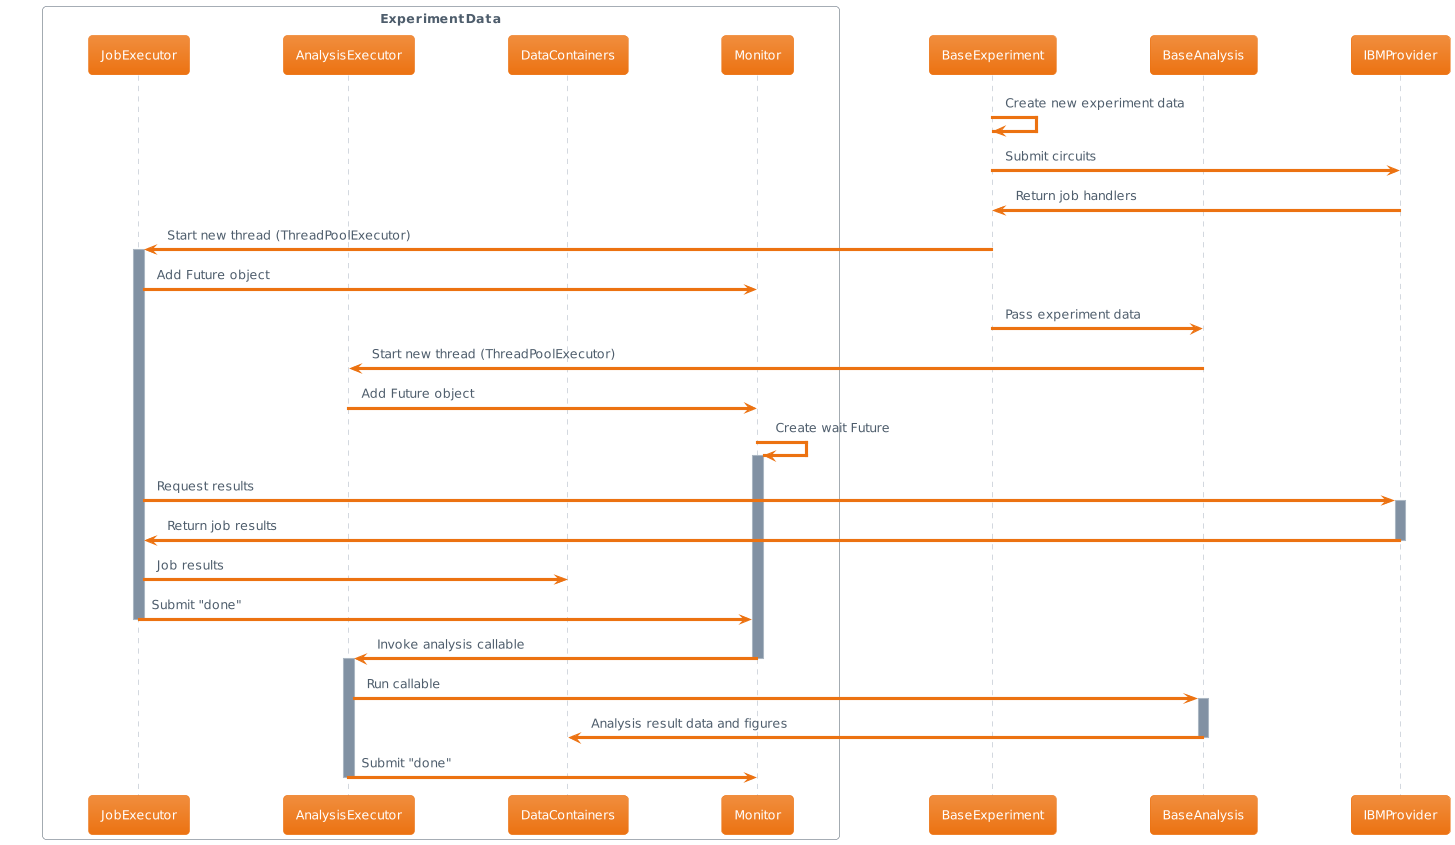 ExperimentData
JobExecutor
AnalysisExecutor
DataContainers
Monitor
BaseExperiment
BaseAnalysis
IBMProvider
Create new experiment data
Submit circuits
Return job handlers
Start new thread (ThreadPoolExecutor)
Add Future object
Pass experiment data
Start new thread (ThreadPoolExecutor)
Add Future object
Create wait Future
Request results
Return job results
Job results
Submit "done"
Invoke analysis callable
Run callable
Analysis result data and figures
Submit "done"
JobExecutor
AnalysisExecutor
DataContainers
Monitor
BaseExperiment
BaseAnalysis
IBMProvider